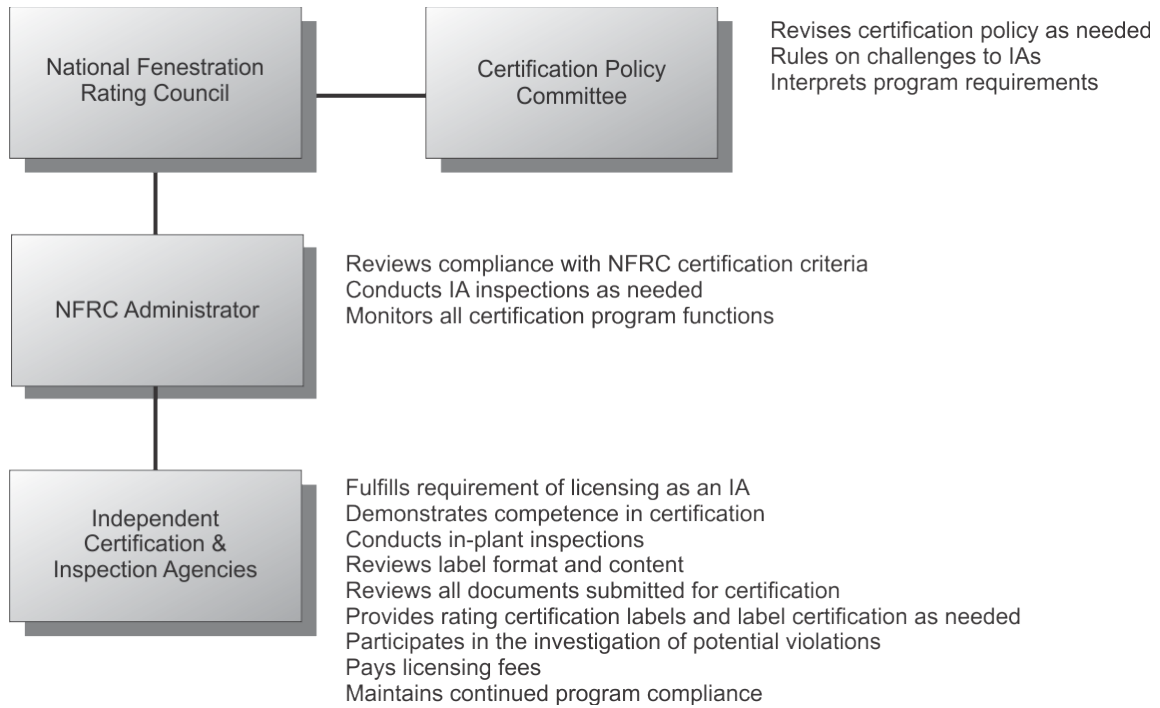 National Fenestration
Rating Council
Certification Policy
Committee
Revises certification policy as needed
Rules on challenges to IAs
Interprets program requirements
NFRC Administrator
Reviews compliance with NFRC certification criteria
Conducts IA inspections as needed
Monitors all certification program functions
Independent
Certification &
Inspection Agencies
Fulfills requirement of licensing as an IA
Demonstrates competence in certification
Conducts in-plant inspections
Reviews label format and content
Reviews all documents submitted for certification
Provides rating certification labels and label certification as needed
Participates in the investigation of potential violations
Pays licensing fees
Maintains continued program compliance